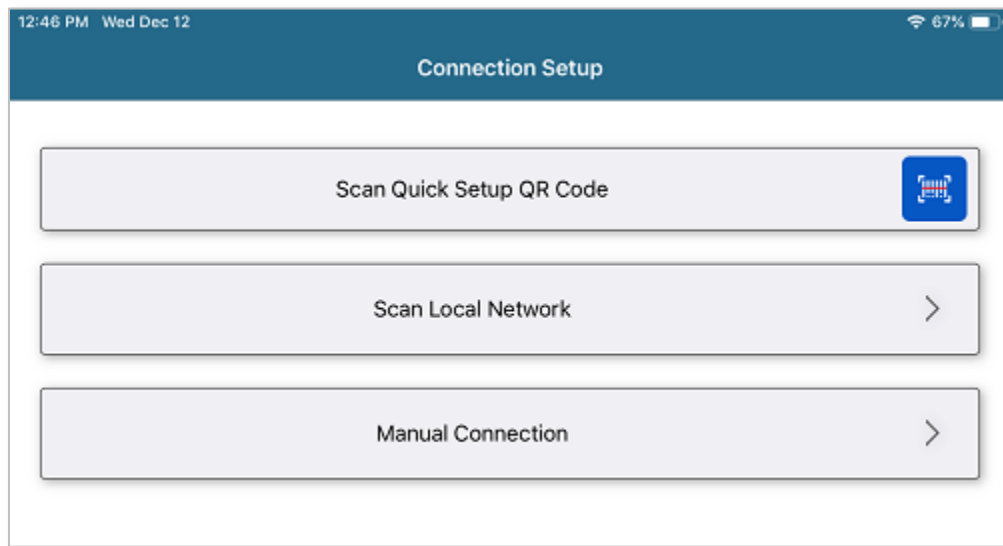 12:46 PM Wed Dec 12 67%
Connection Setup
Scan Quick Setup QR Code
Scan Local Network
Manual Connection